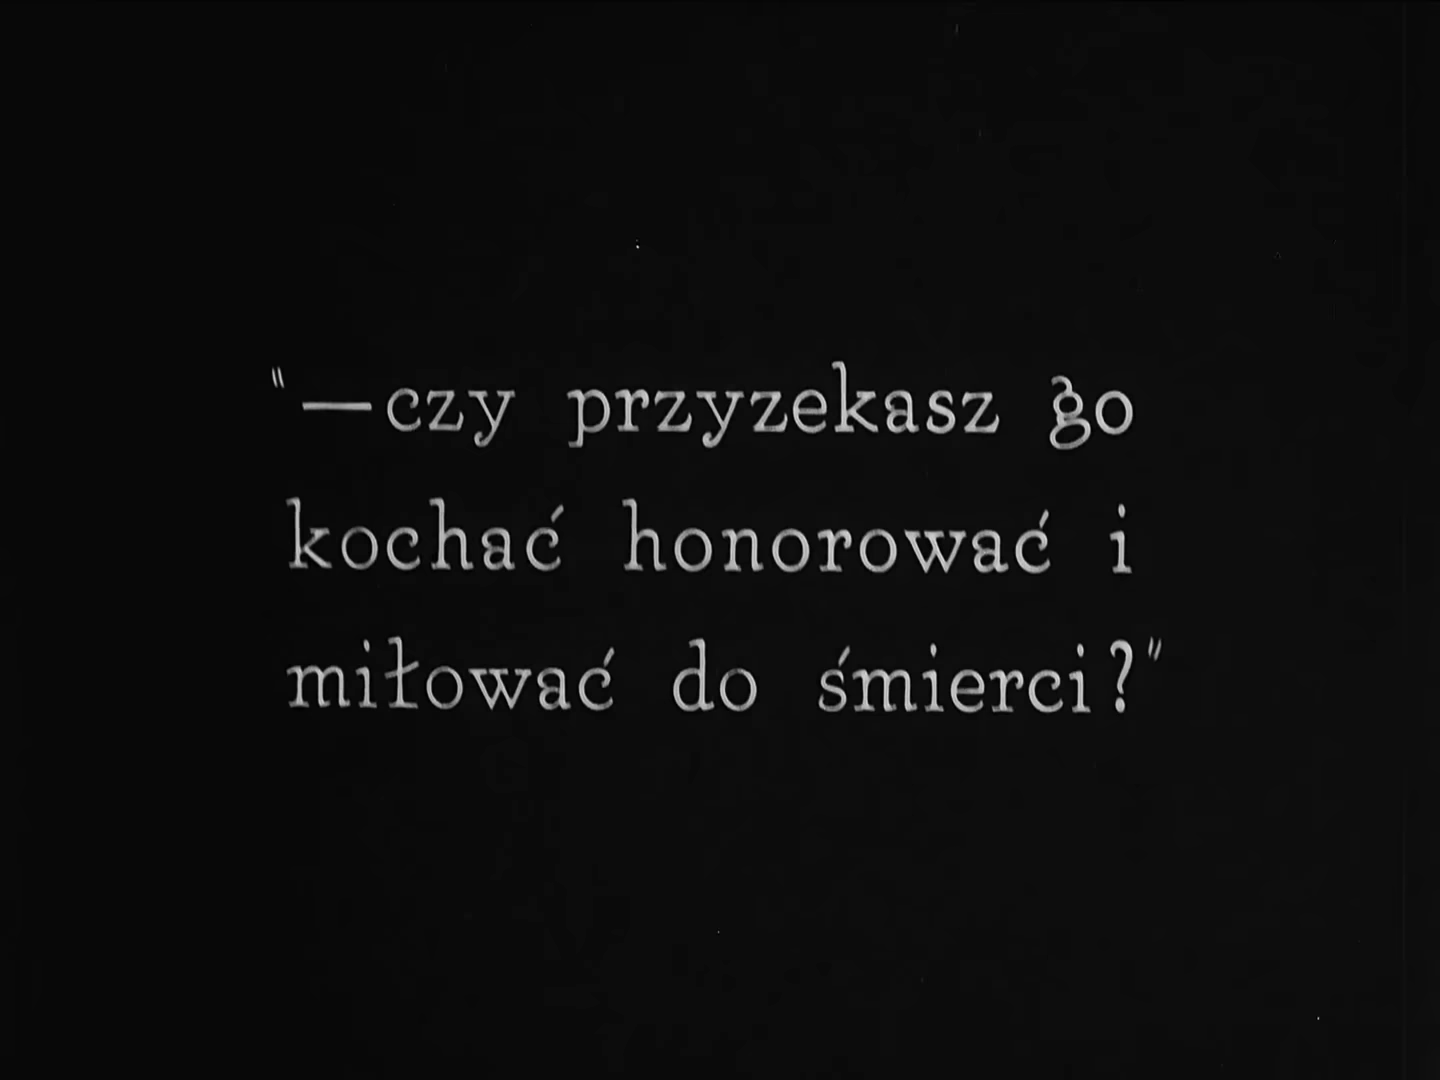 "—czy przyzekasz go
kochać honorować i
miłować do śmierci?"